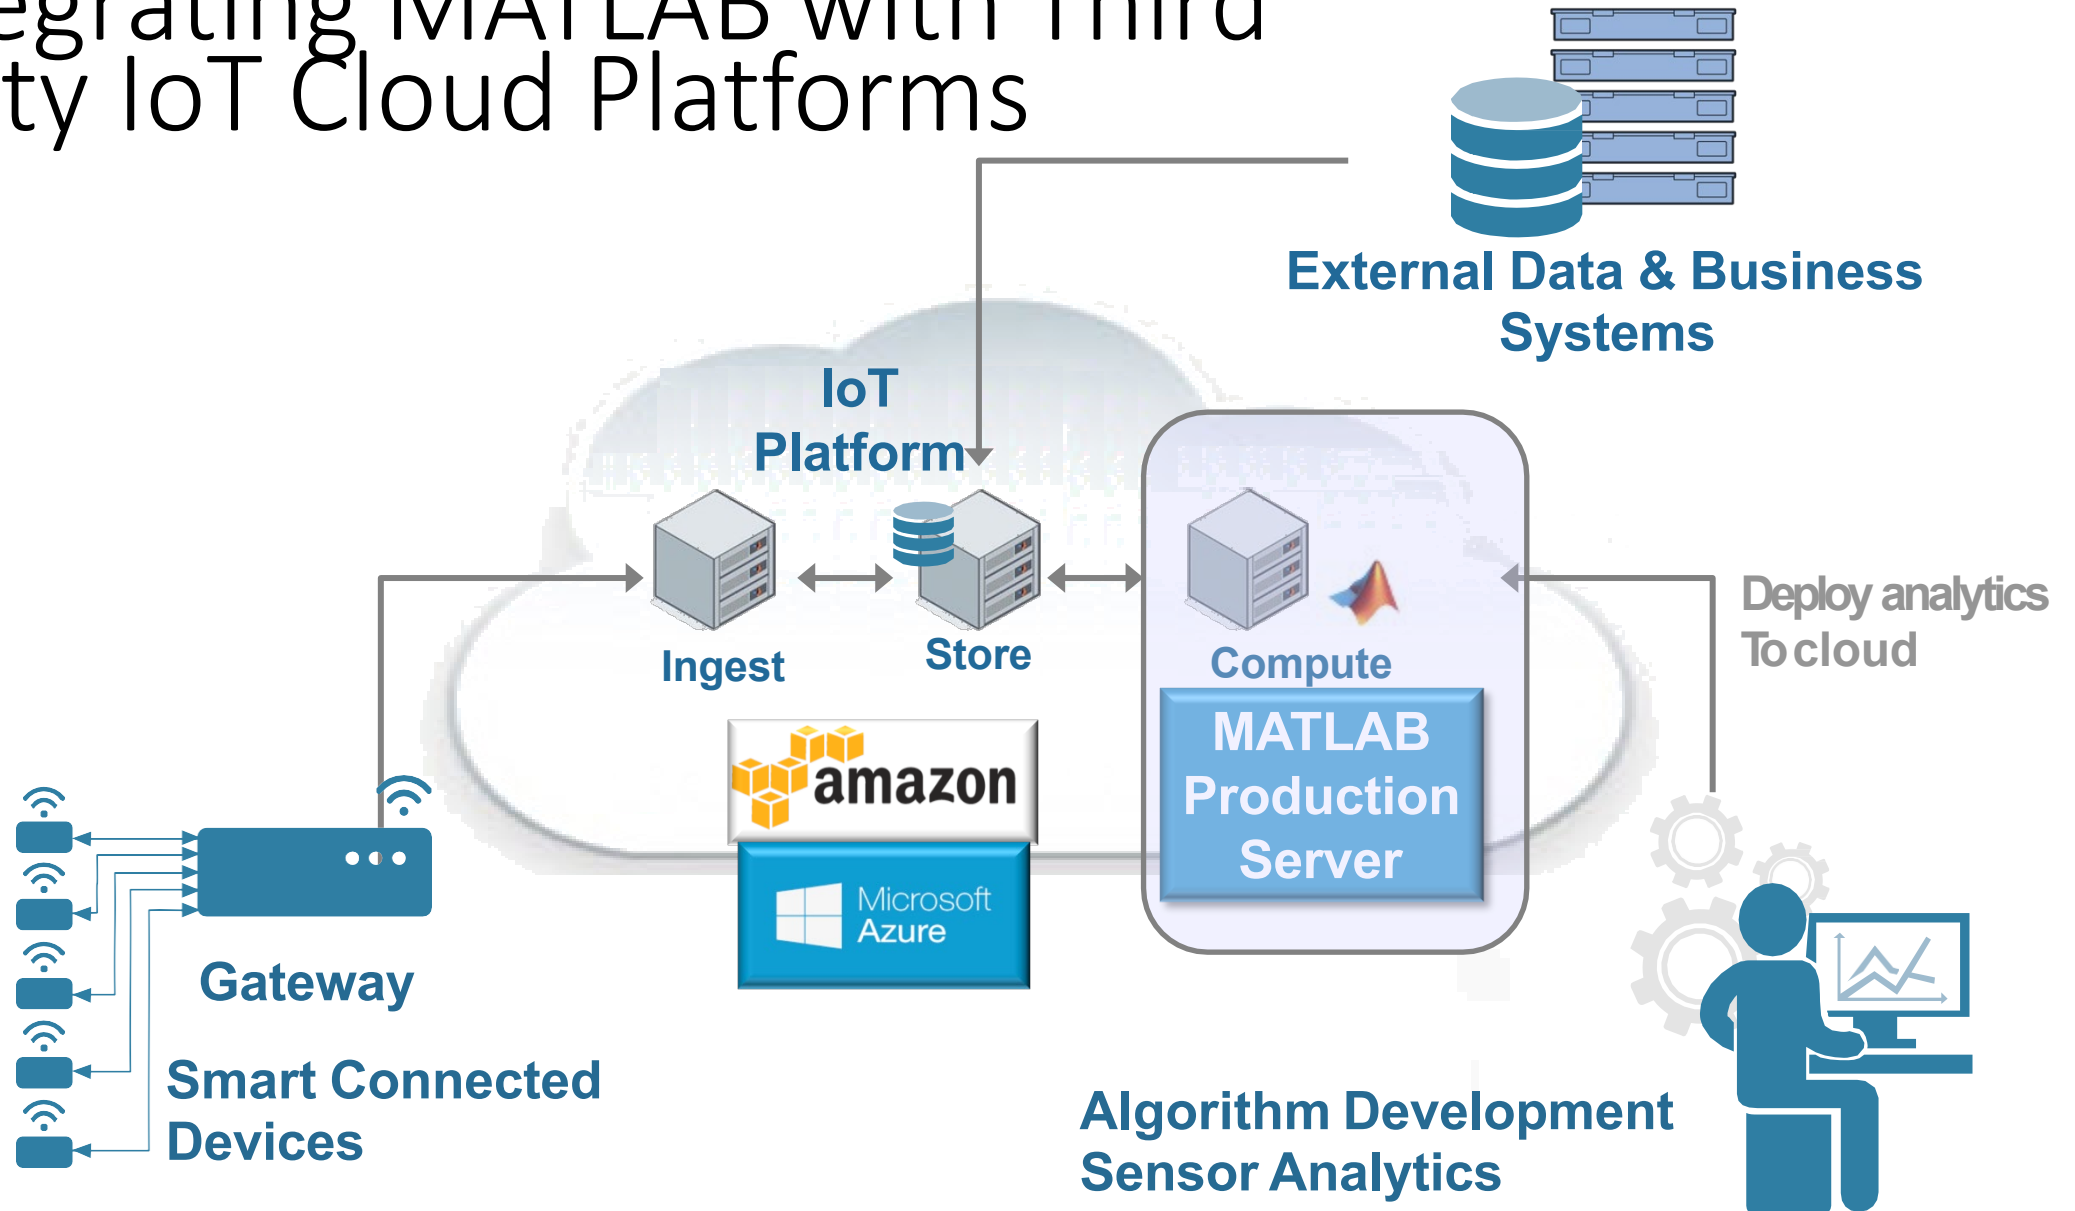 egrating MATLAB with Third
ty IoT Cloud Platforms
External Data & Business
Systems
IoT
Platform
Ingest
Store
Compute
MATLAB
Production
Server
Deploy analytics
To cloud
amazon
Microsoft
Azure
Gateway
Smart Connected
Devices
Algorithm Development
Sensor Analytics